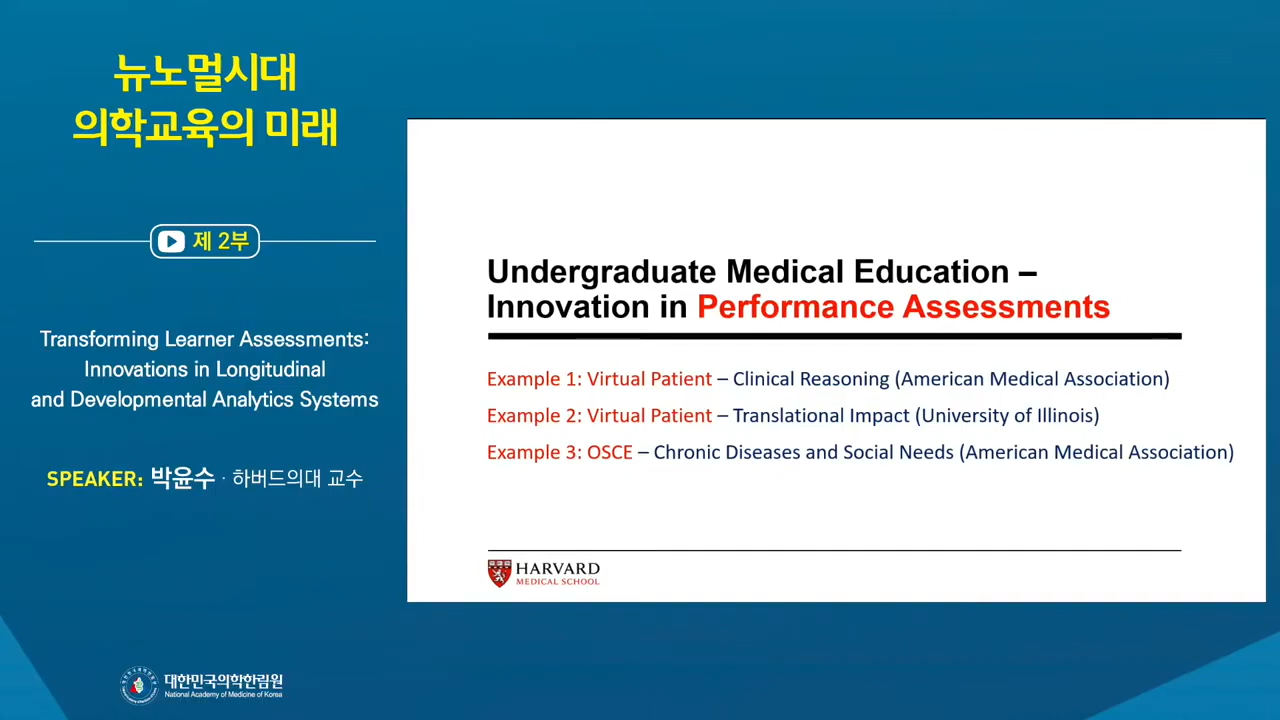 뉴노멀시대
의학교육의 미래
제 2부
Transforming Learner Assessments:
Innovations in Longitudinal
and Developmental Analytics Systems
SPEAKER: 박윤수 · 하버드의대 교수
대한민국의학한림원
National Academy of Medicine of Korea
Undergraduate Medical Education –
Innovation in Performance Assessments
Example 1: Virtual Patient – Clinical Reasoning (American Medical Association)
Example 2: Virtual Patient – Translational Impact (University of Illinois)
Example 3: OSCE – Chronic Diseases and Social Needs (American Medical Association)
HARVARD
MEDICAL SCHOOL